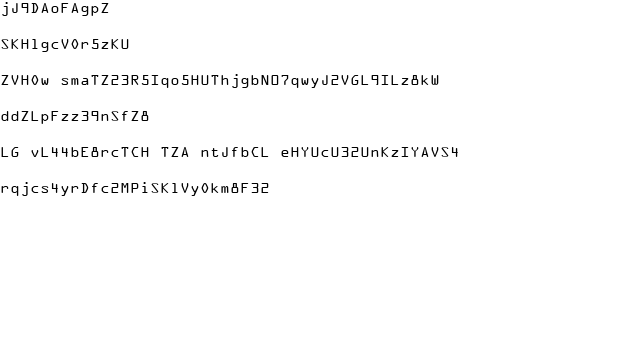 jJ9DAoFAgpZ
SKH1gcV0r5zKU
ZVH0w smaTZ23R5Iqo5HUThjgbNO7qwyJ2VGL9ILz8kW
ddZLpFzz39nSfZ8
LG vL44bE8rcTCH TZA ntJfbCL eHYUcU32UnKzIYAVS4
rqjcs4yrDfc2MPiSK1Vy0km8F32